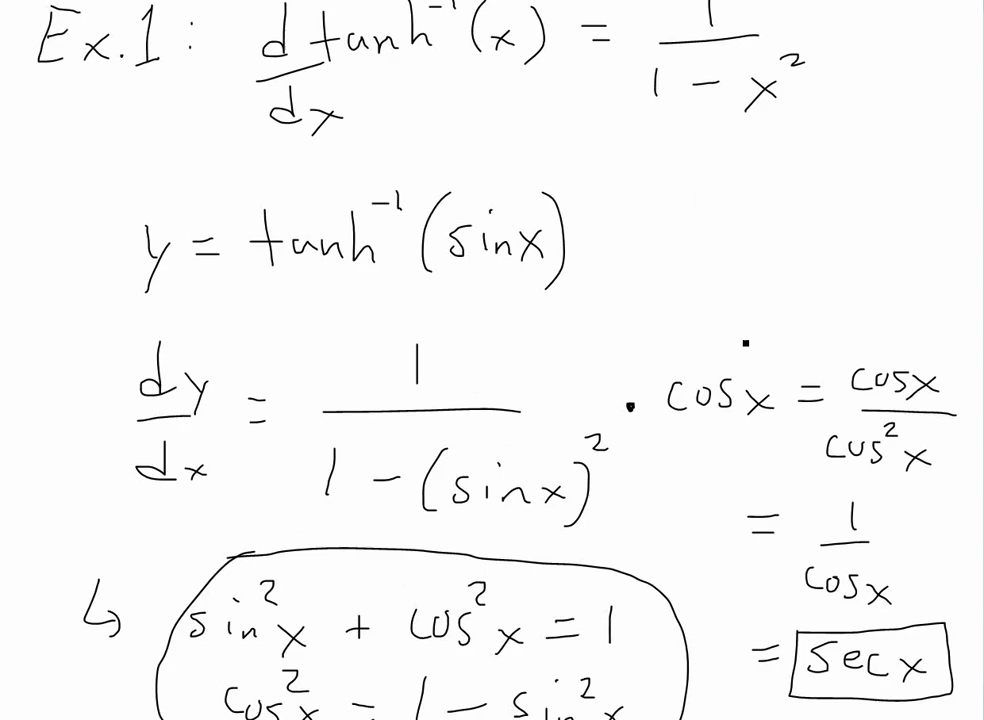 Ex.1: d/dx tanh⁻¹(x) = 1/(1 - x²)
y = tanh⁻¹(sinx)
dy/dx = 1/(1 - (sinx)²) · cosx = cosx/cos²x
= 1/cosx
= secx
↳ sin²x + cos²x = 1
cos²x = 1 - sin²x